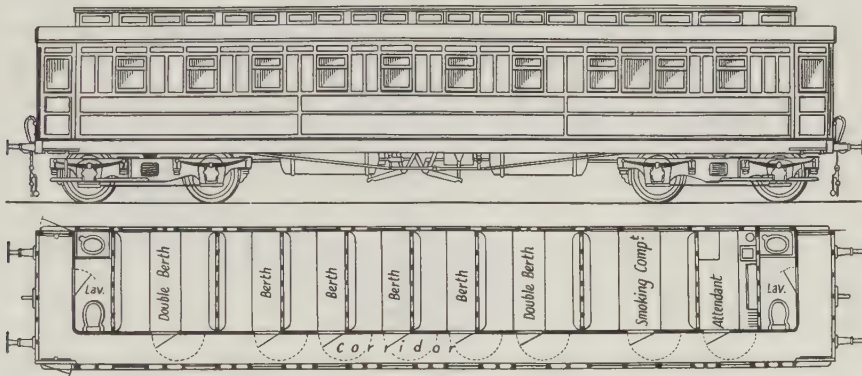 Lav.
Double Berth
Berth
Berth
Berth
Berth
Double Berth
Smoking Compt.
Attendant
Lav.
Corridor